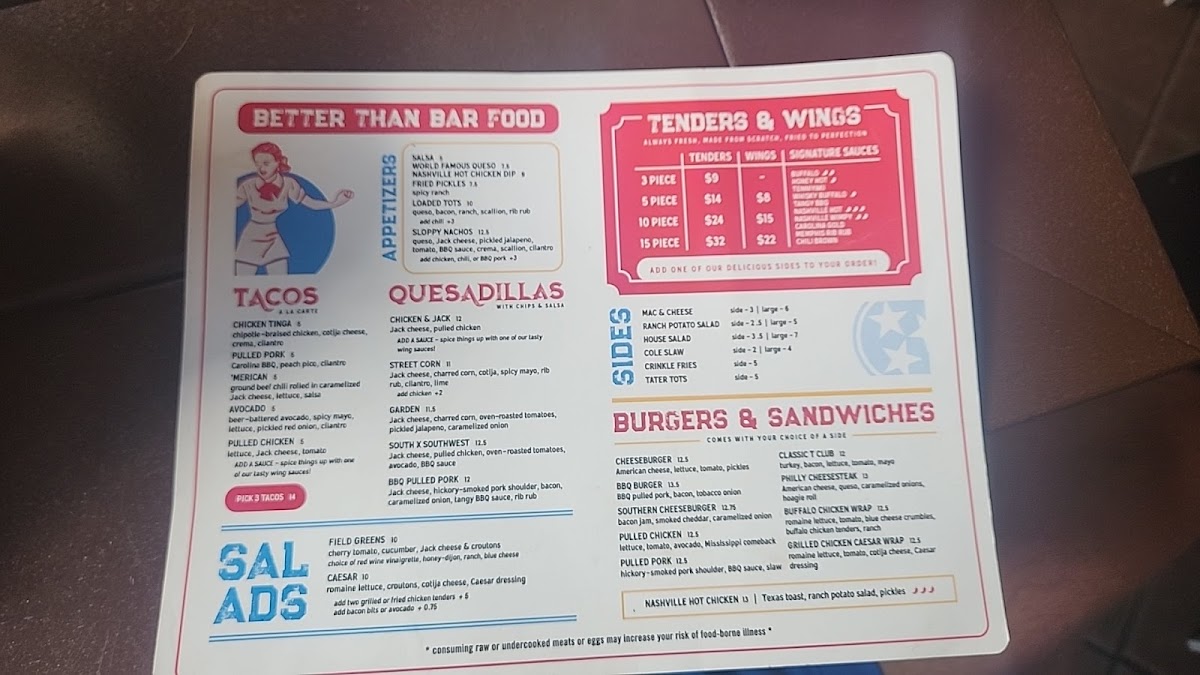 BETTER THAN BAR FOOD
APPETIZERS
SALSA 5
WORLD FAMOUS QUESO 7.5
NASHVILLE HOT CHICKEN DIP 8
FRIED PICKLES 7.5
spicy ranch
LOADED TOTS 10
queso, bacon, ranch, scallion, rib rub
add chili +3
SLOPPY NACHOS 12.5
queso, Jack cheese, pickled jalapeno,
tomato, BBQ sauce, crema, scallion, cilantro
add chicken, chili, or BBQ pork +3
TACOS
A LA CARTE
CHICKEN TINGA 5
chipotle-braised chicken, cotija cheese,
crema, cilantro
PULLED PORK 5
Carolina BBQ, peach pico, cilantro
'MERICAN 5
ground beef chili rolled in caramelized
Jack cheese, lettuce, salsa
AVOCADO 5
beer-battered avocado, spicy mayo,
lettuce, pickled red onion, cilantro
PULLED CHICKEN 5
lettuce, Jack cheese, tomato
ADD A SAUCE - spice things up with one
of our tasty wing sauces!
PICK 3 TACOS 14
QUESADILLAS
WITH CHIPS & SALSA
CHICKEN & JACK 12
Jack cheese, pulled chicken
ADD A SAUCE - spice things up with one of our tasty
wing sauces!
STREET CORN 11
Jack cheese, charred corn, cotija, spicy mayo, rib
rub, cilantro, lime
add chicken +2
GARDEN 11.5
Jack cheese, charred corn, oven-roasted tomatoes,
pickled jalapeno, caramelized onion
SOUTH X SOUTHWEST 12.5
Jack cheese, pulled chicken, oven-roasted tomatoes,
avocado, BBQ sauce
BBQ PULLED PORK 12
Jack cheese, hickory-smoked pork shoulder, bacon,
caramelized onion, tangy BBQ sauce, rib rub
SAL
ADS
FIELD GREENS 10
cherry tomato, cucumber, Jack cheese & croutons
choice of red wine vinaigrette, honey-dijon, ranch, blue cheese
CAESAR 10
romaine lettuce, croutons, cotija cheese, Caesar dressing
add two grilled or fried chicken tenders + 5
add bacon bits or avocado + 0.75
TENDERS & WINGS
ALWAYS FRESH, MADE FROM SCRATCH, FRIED TO PERFECTION
TENDERS WINGS SIGNATURE SAUCES
3 PIECE $9 -
5 PIECE $14 $8
10 PIECE $24 $15
15 PIECE $32 $22
BUFFALO
HONEY HOT
WHISKY BUFFALO
TANGY BBQ
NASHVILLE HOT
NASHVILLE WIMPY
CAROLINA GOLD
MEMPHIS RIB RUB
CHILI BROWN
ADD ONE OF OUR DELICIOUS SIDES TO YOUR ORDER!
SIDES
MAC & CHEESE side - 3 | large - 6
RANCH POTATO SALAD side - 2.5 | large - 5
HOUSE SALAD side - 3.5 | large - 7
COLE SLAW side - 2 | large - 4
CRINKLE FRIES side - 5
TATER TOTS side - 5
BURGERS & SANDWICHES
COMES WITH YOUR CHOICE OF A SIDE
CHEESEBURGER 12.5
American cheese, lettuce, tomato, pickles
BBQ BURGER 13.5
BBQ pulled pork, bacon, tobacco onion
SOUTHERN CHEESEBURGER 12.75
bacon jam, smoked cheddar, caramelized onion
PULLED CHICKEN 12.5
lettuce, tomato, avocado, Mississippi comeback
PULLED PORK 12.5
hickory-smoked pork shoulder, BBQ sauce, slaw
CLASSIC T CLUB 12
turkey, bacon, lettuce, tomato, mayo
PHILLY CHEESESTEAK 13
American cheese, queso, caramelized onions,
hoagie roll
BUFFALO CHICKEN WRAP 12.5
romaine lettuce, tomato, blue cheese crumbles,
buffalo chicken tenders, ranch
GRILLED CHICKEN CAESAR WRAP 12.5
romaine lettuce, tomato, cotija cheese, Caesar
dressing
NASHVILLE HOT CHICKEN 13 | Texas toast, ranch potato salad, pickles
* consuming raw or undercooked meats or eggs may increase your risk of food-borne illness *